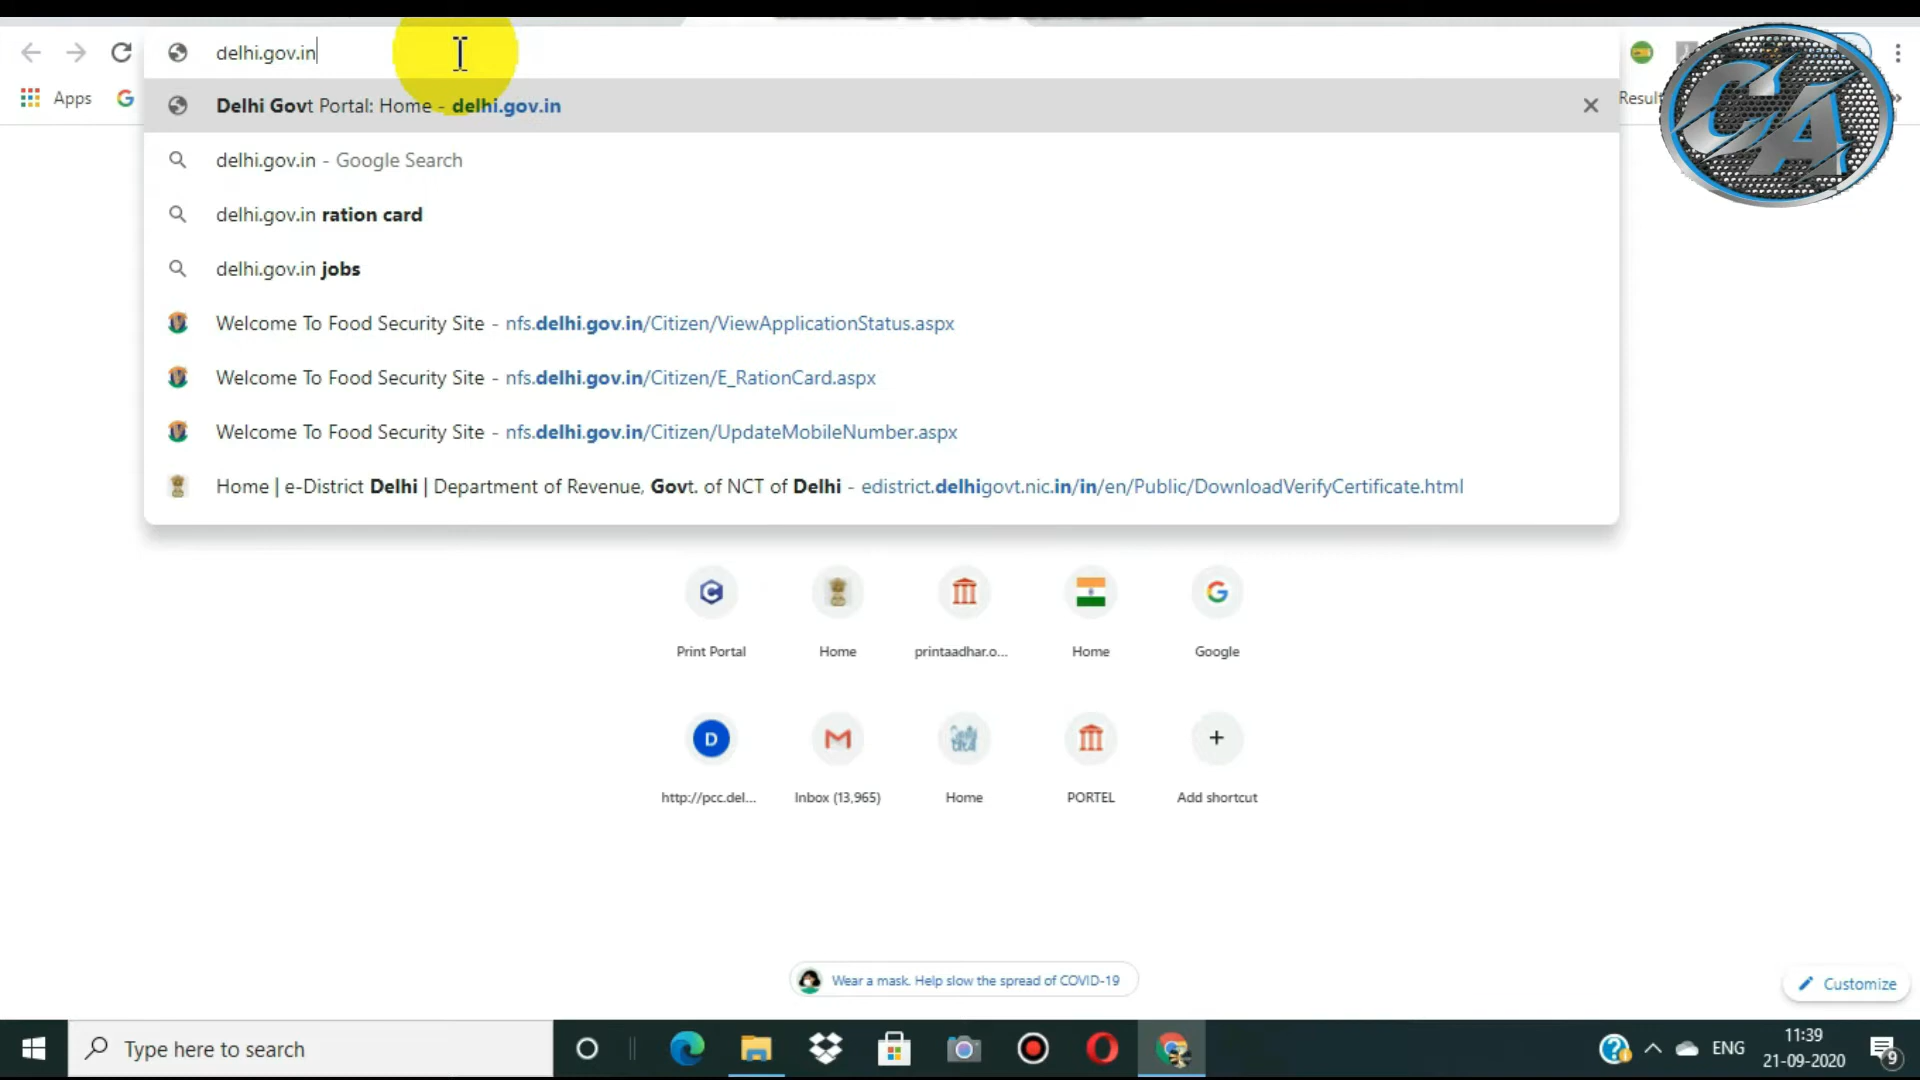 delhi.gov.in
Apps
Delhi Govt Portal: Home - delhi.gov.in
delhi.gov.in - Google Search
delhi.gov.in ration card
delhi.gov.in jobs
Welcome To Food Security Site - nfs.delhi.gov.in/Citizen/ViewApplicationStatus.aspx
Welcome To Food Security Site - nfs.delhi.gov.in/Citizen/E_RationCard.aspx
Welcome To Food Security Site - nfs.delhi.gov.in/Citizen/UpdateMobileNumber.aspx
Home | e-District Delhi | Department of Revenue, Govt. of NCT of Delhi - edistrict.delhigovt.nic.in/in/en/Public/DownloadVerifyCertificate.html
CA
Print Portal Home printaadhar.o... Home Google
D
http://pcc.del... Inbox (13,965) Home PORTEL Add shortcut
Wear a mask. Help slow the spread of COVID-19
Customize
Type here to search
ENG
11:39
21-09-2020
9